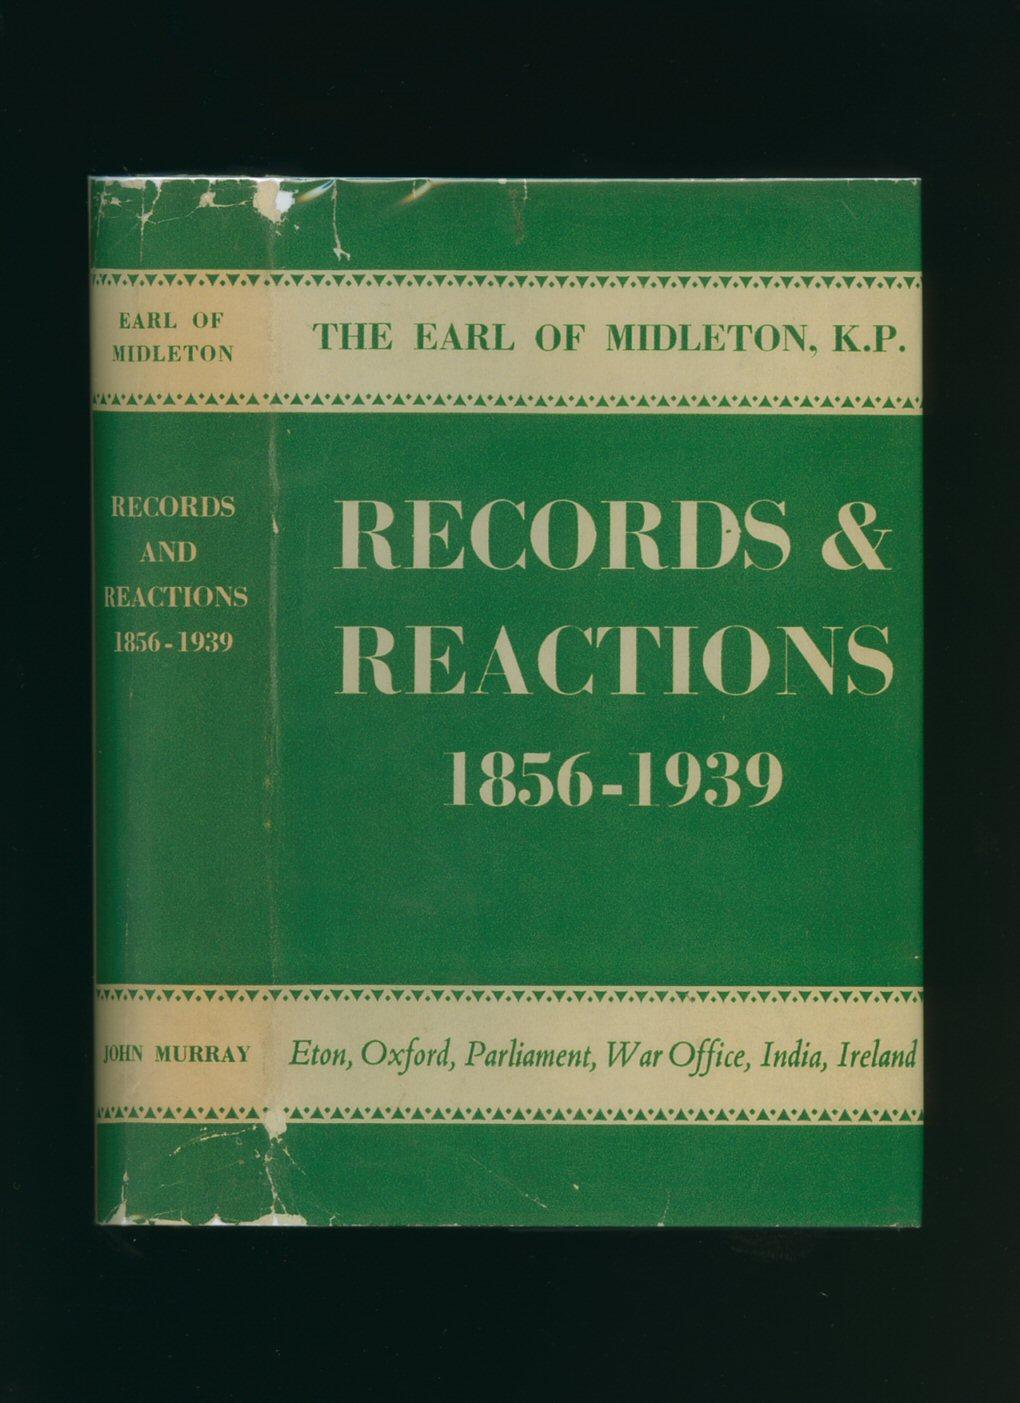 EARL OF
MIDLETON
RECORDS
AND
REACTIONS
1856-1939
JOHN MURRAY
THE EARL OF MIDLETON, K.P.
RECORDS &
REACTIONS
1856-1939
Eton, Oxford, Parliament, War Office, India, Ireland